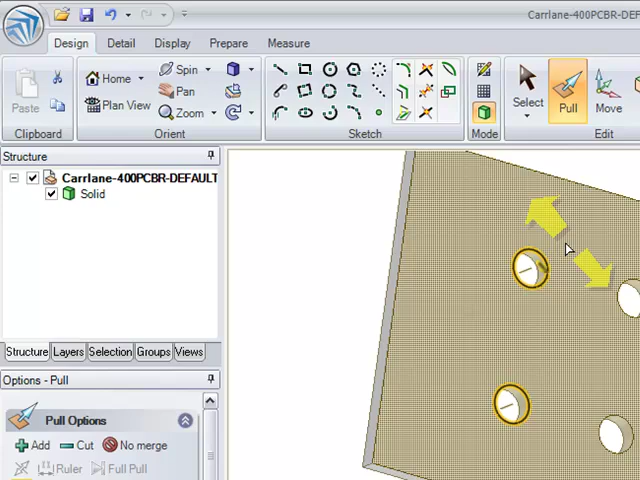 Carrlane-400PCBR-DEF
Design Detail Display Prepare Measure
Paste
Home
Plan View
Spin
Pan
Zoom
Select
Pull
Move
Clipboard Orient Sketch Mode Edit
Structure
Carrlane-400PCBR-DEFAULT
Solid
Structure Layers Selection Groups Views
Options - Pull
Pull Options
Add Cut No merge
Ruler Full Pull